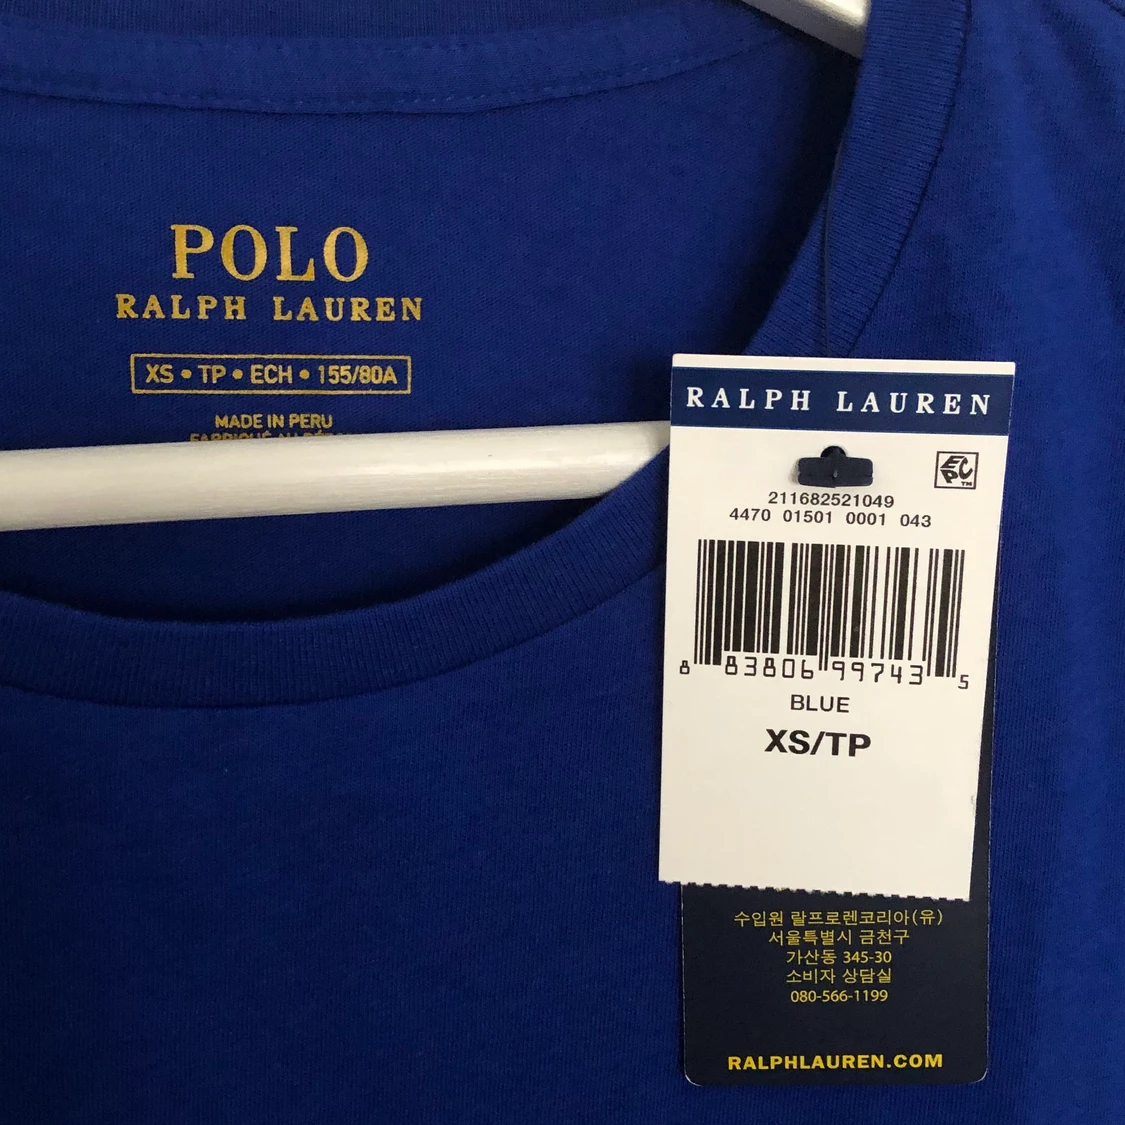 POLO
RALPH LAUREN
XS • TP • ECH • 155/80A
MADE IN PERU
RALPH LAUREN
EPC™
211682521049
4470 01501 0001 043
8 83806 99743 5
BLUE
XS/TP
수입원 랄프로렌코리아(유)
서울특별시 금천구
가산동 345-30
소비자 상담실
080-566-1199
RALPHLAUREN.COM